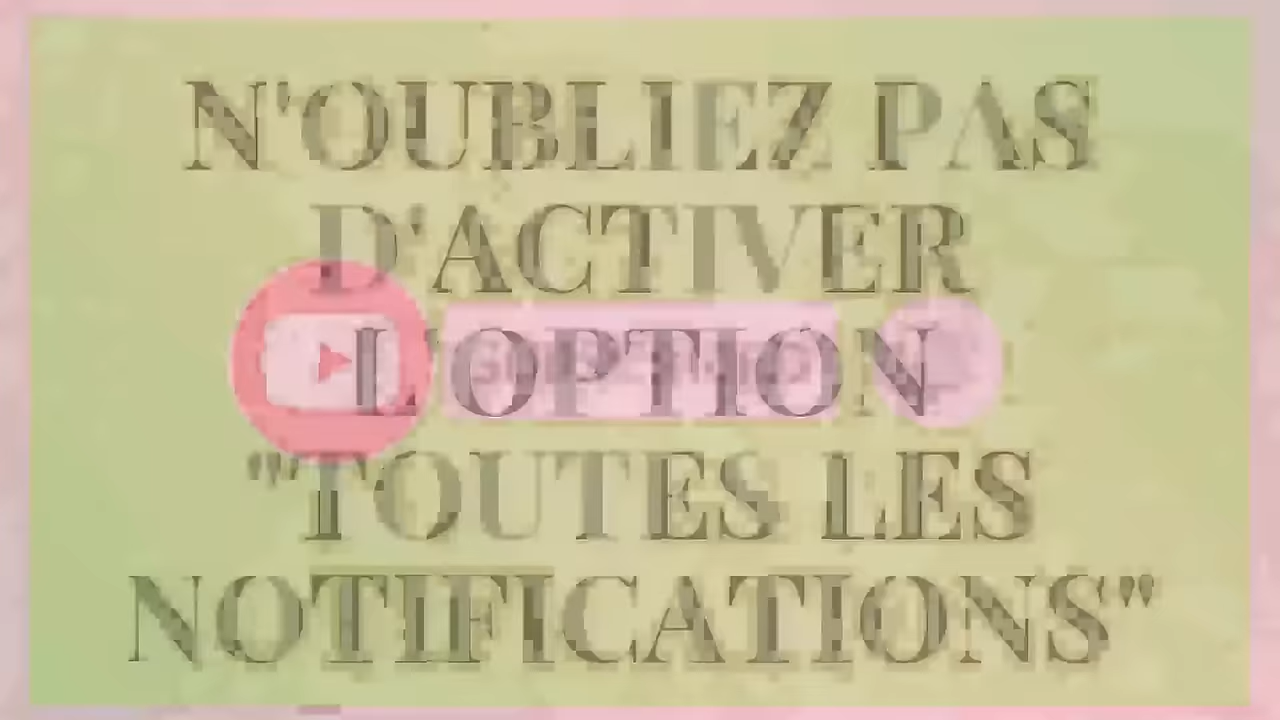 N'OUBLIEZ PAS
D'ACTIVER
L'OPTION
"TOUTES LES
NOTIFICATIONS"